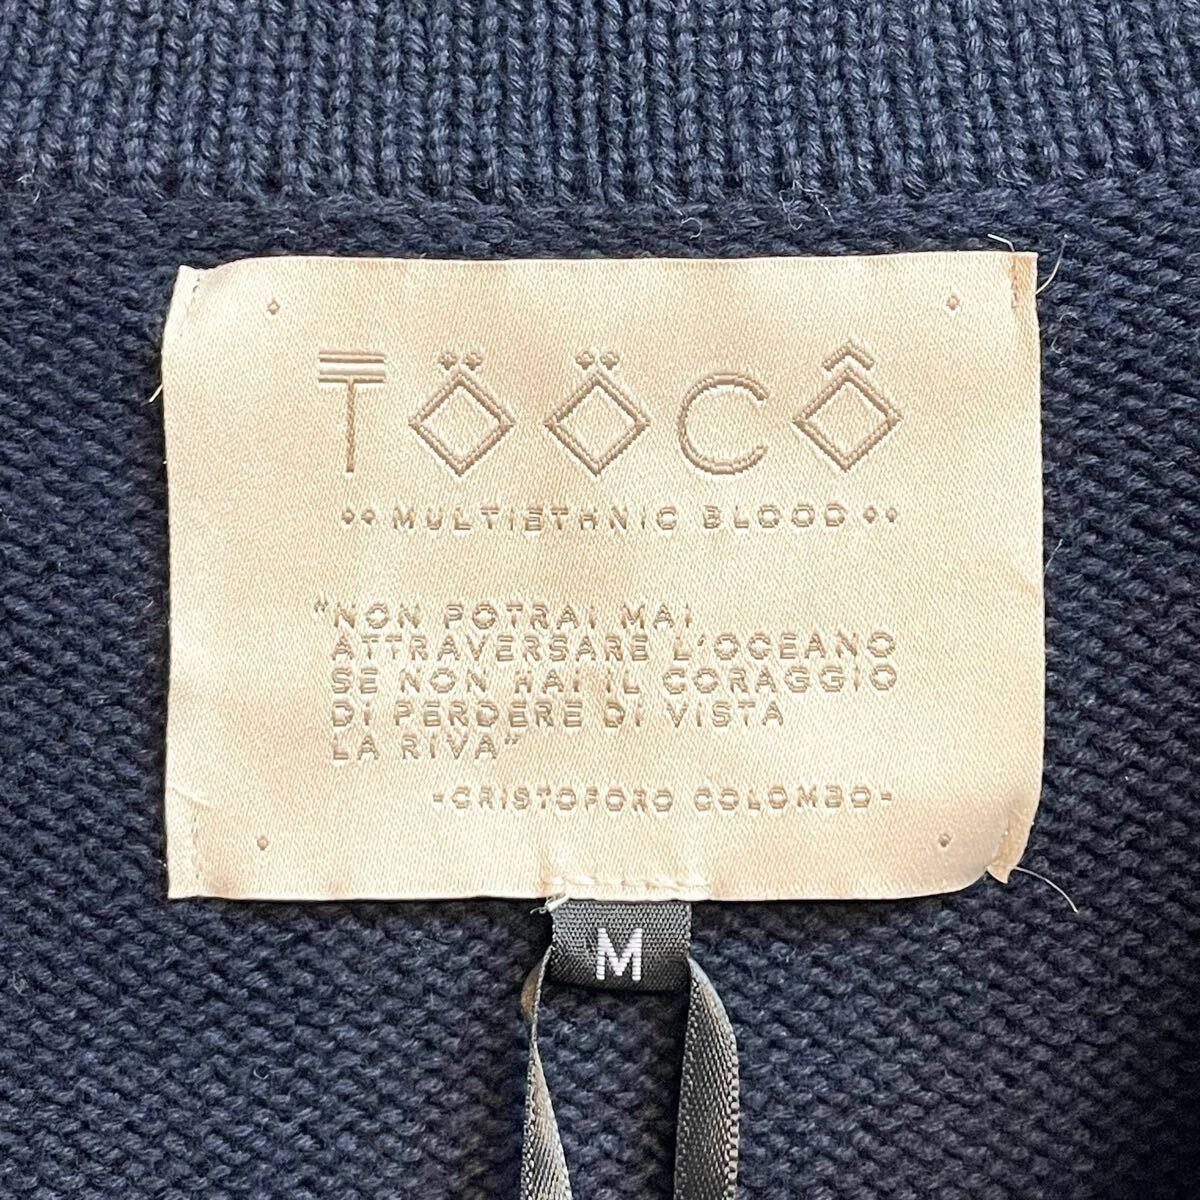 TÖÖCÔ
MULTIETHNIC BLOOD
"NON POTRAI MAI
ATTRAVERSARE L'OCEANO
SE NON HAI IL CORAGGIO
DI PERDERE DI VISTA
LA RIVA"
-CRISTOFORO COLOMBO-
M